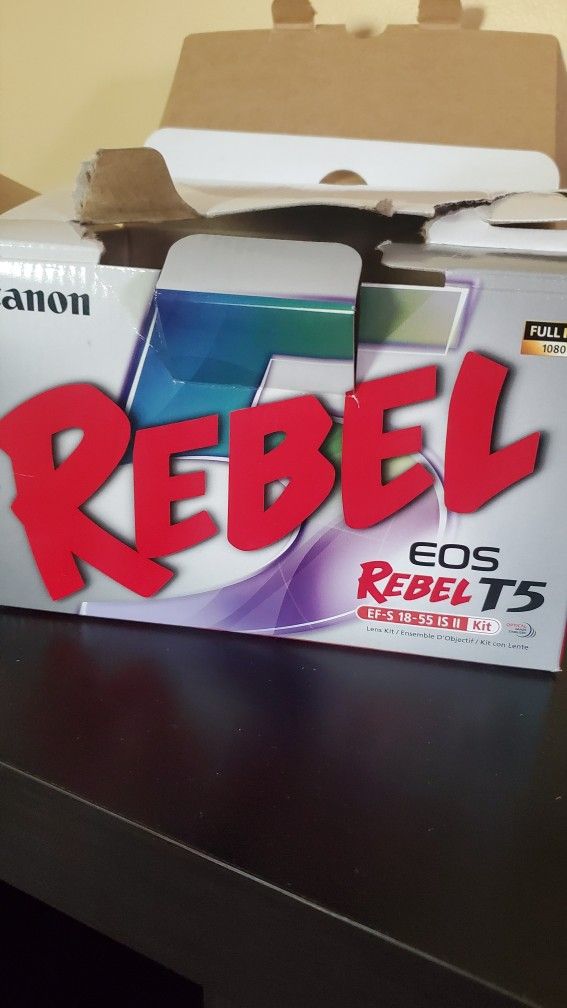 anon
FULL
1080
REBEL
EOS
REBEL T5
EF-S 18-55 IS II Kit
Lens Kit / Ensemble D'Objectif / Kit con Lente